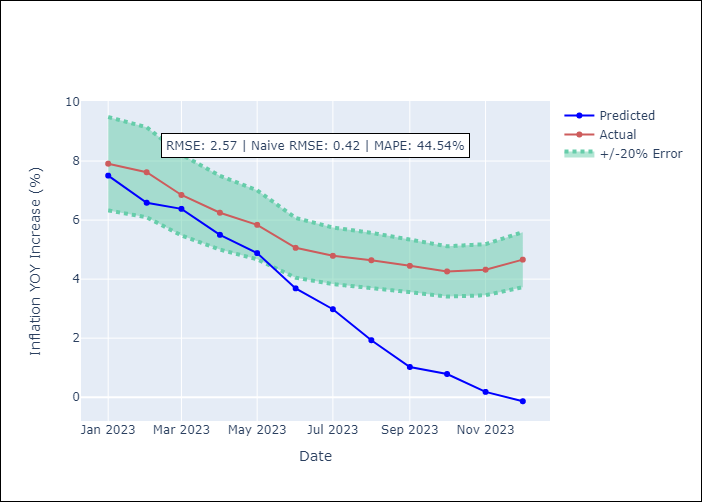 RMSE: 2.57 | Naive RMSE: 0.42 | MAPE: 44.54%
Predicted
Actual
+/-20% Error
Inflation YOY Increase (%)
10
8
6
4
2
0
Jan 2023 Mar 2023 May 2023 Jul 2023 Sep 2023 Nov 2023
Date